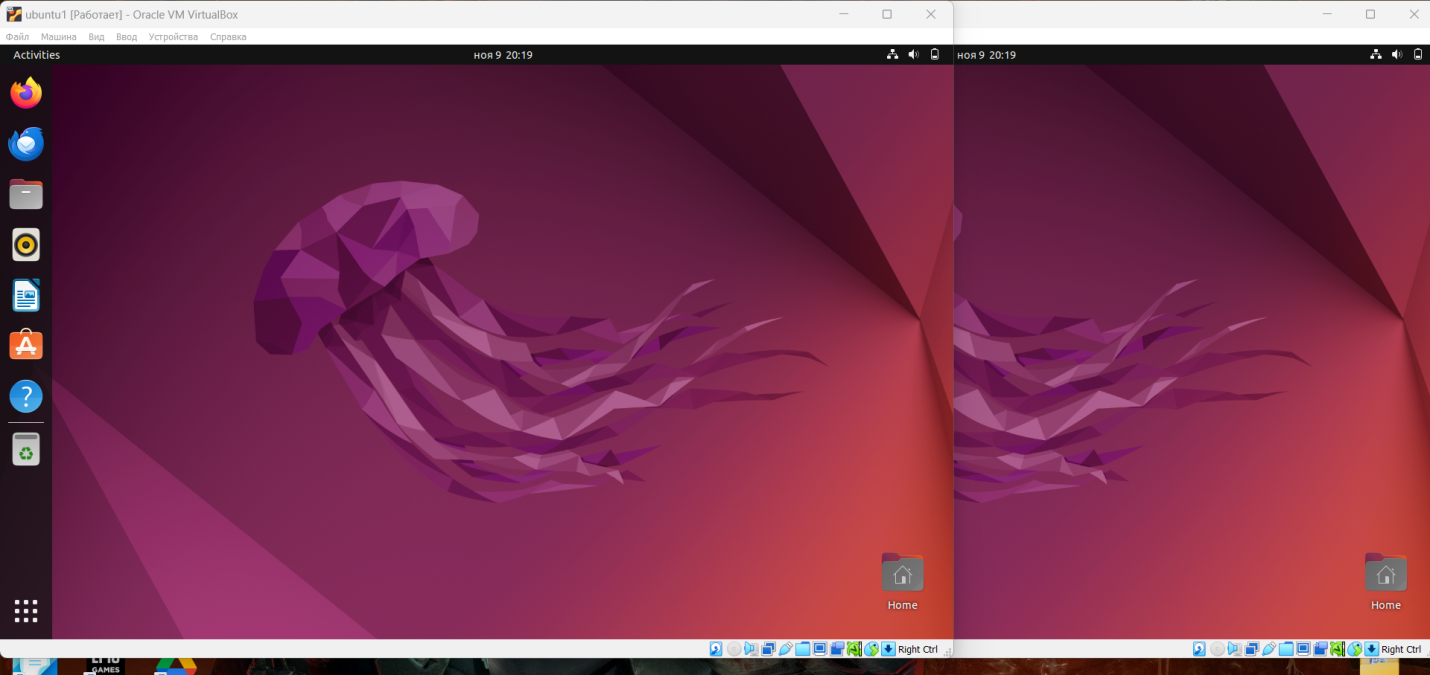 ubuntu1 [Работает] - Oracle VM VirtualBox
Файл Машина Вид Ввод Устройства Справка
Activities
ноя 9 20:19
ноя 9 20:19
Home
Home
Right Ctrl
Right Ctrl
GAMES